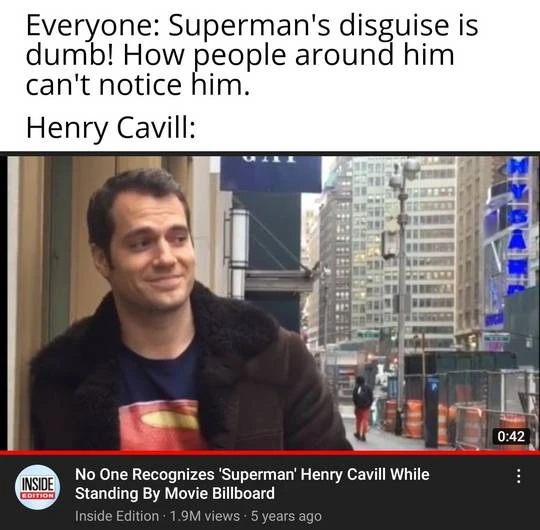 Everyone: Superman's disguise is
dumb! How people around him
can't notice him.
Henry Cavill:
GAP
0:42
INSIDE
EDITION
No One Recognizes 'Superman' Henry Cavill While
Standing By Movie Billboard
Inside Edition · 1.9M views · 5 years ago